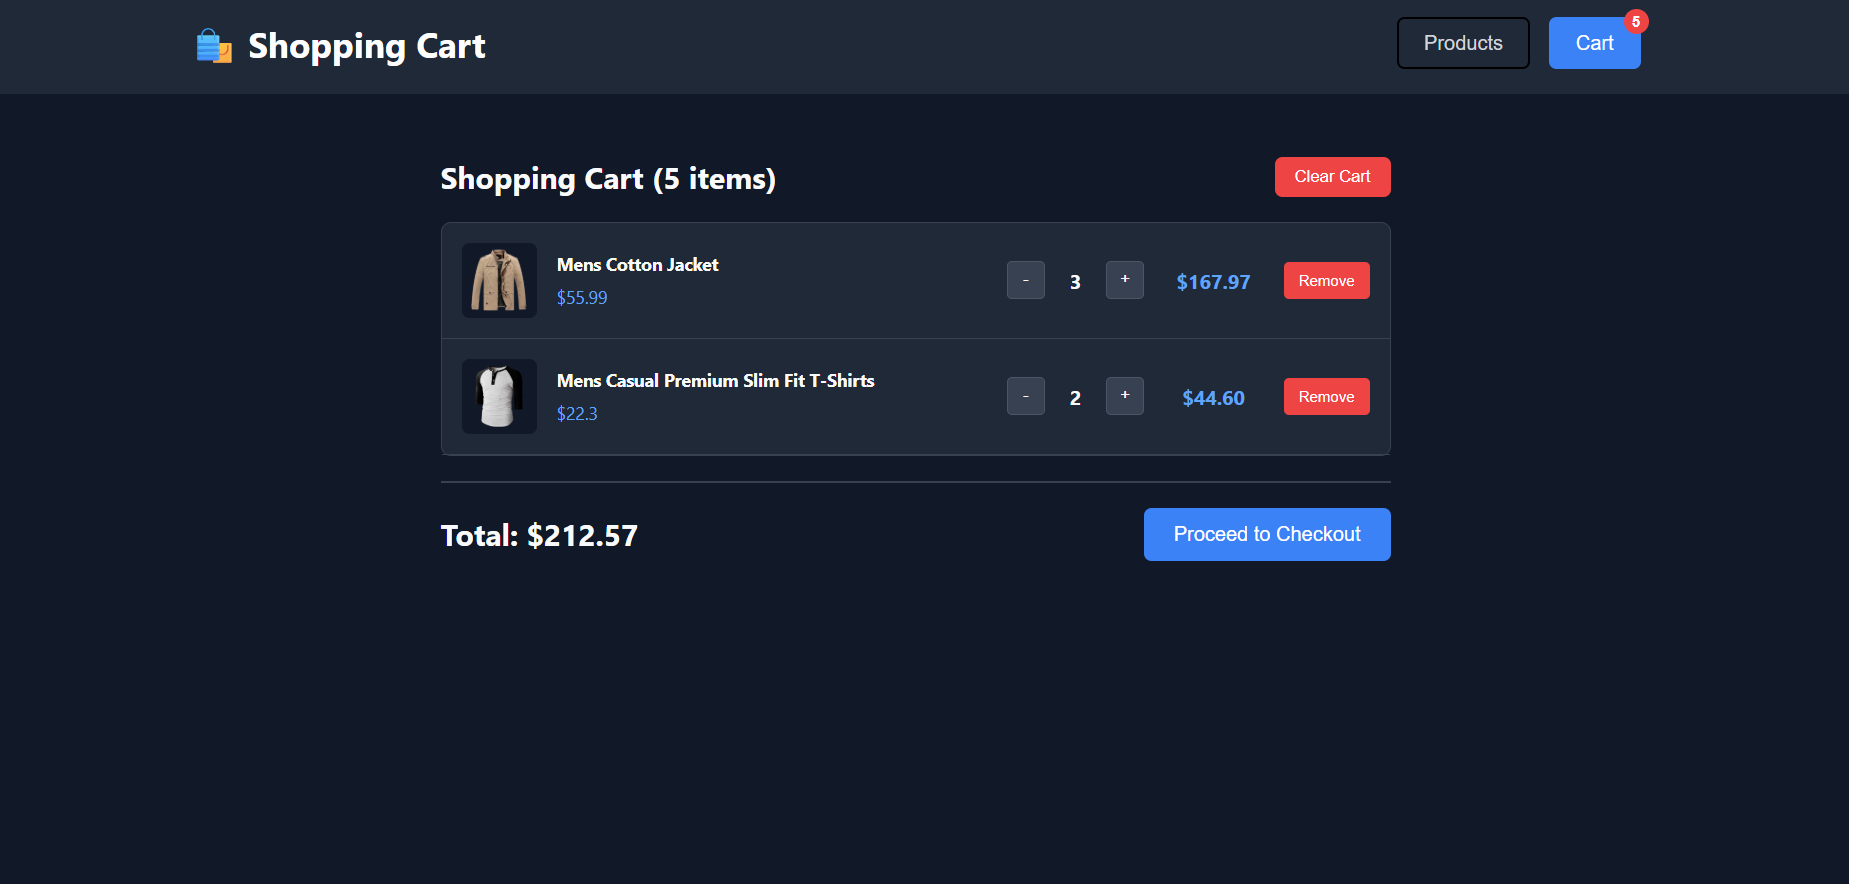 Shopping Cart
Products
Cart
5
Shopping Cart (5 items)
Clear Cart
Mens Cotton Jacket
$55.99
- 3 + $167.97 Remove
Mens Casual Premium Slim Fit T-Shirts
$22.3
- 2 + $44.60 Remove
Total: $212.57
Proceed to Checkout